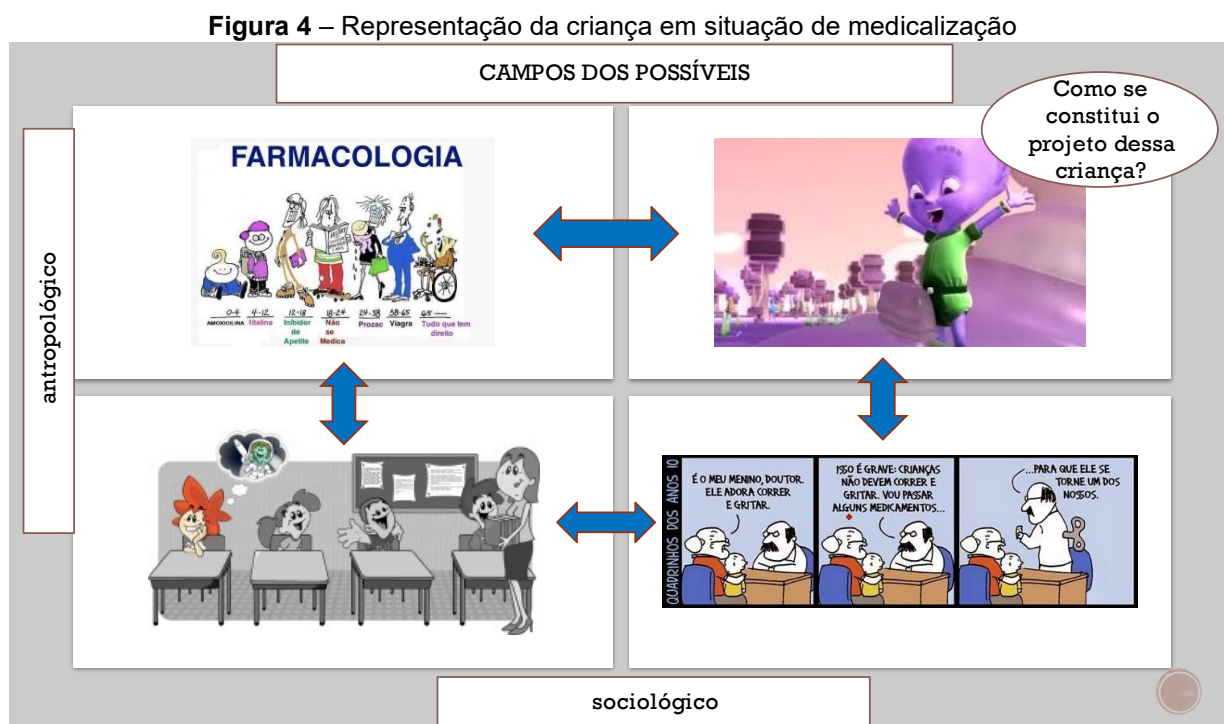 Figura 4 – Representação da criança em situação de medicalização
CAMPOS DOS POSSÍVEIS
Como se
constitui o
projeto dessa
criança?
antropológico
FARMACOLOGIA
0-4 4-12 12-18 18-24 24-38 38-65 65
AMOXICILINA Titalina Inibidor Não Prozac Viagra Tudo que tem
de se direito
Apetite Medica
QUADRINHOS DOS ANOS 10
É O MEU MENINO, DOUTOR.
ELE ADORA CORRER
E GRITAR.
ISSO É GRAVE: CRIANÇAS
NÃO DEVEM CORRER E
GRITAR. VOU PASSAR
ALGUNS MEDICAMENTOS...
...PARA QUE ELE SE
TORNE UM DOS
NOSSOS.
sociológico